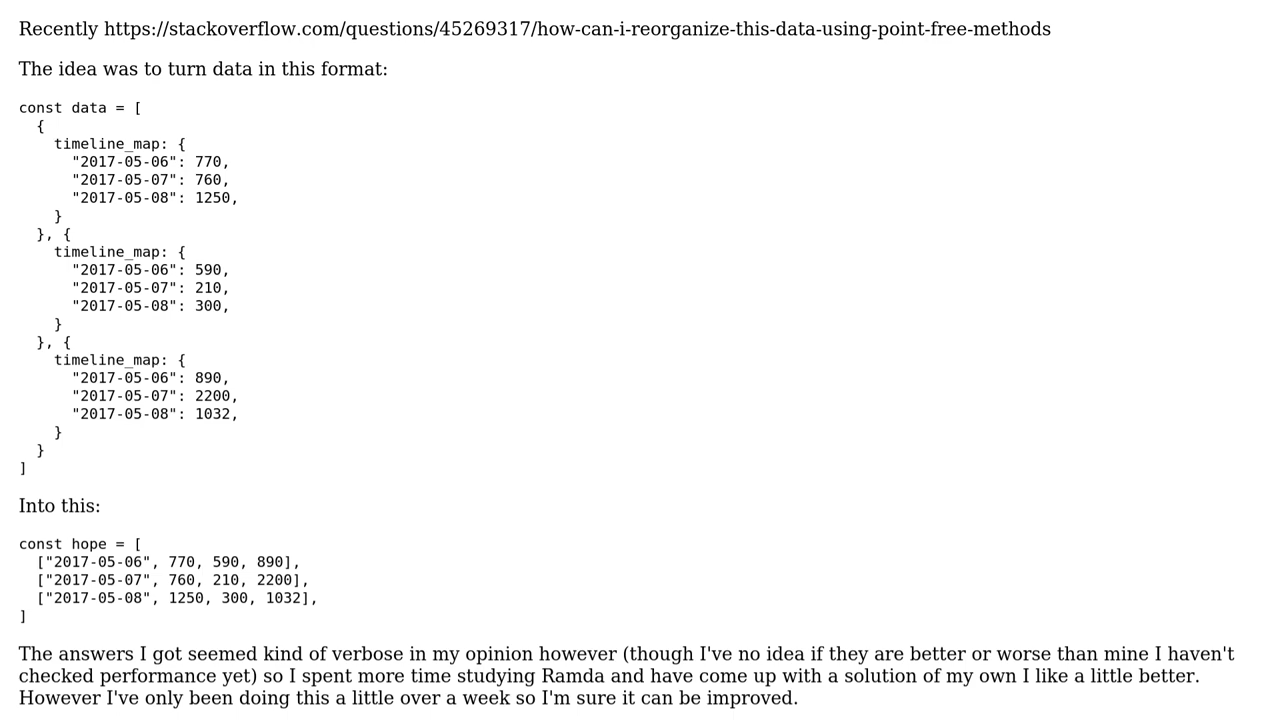 Recently https://stackoverflow.com/questions/45269317/how-can-i-reorganize-this-data-using-point-free-methods
The idea was to turn data in this format:
const data = [
  {
    timeline_map: {
      "2017-05-06": 770,
      "2017-05-07": 760,
      "2017-05-08": 1250,
    }
  }, {
    timeline_map: {
      "2017-05-06": 590,
      "2017-05-07": 210,
      "2017-05-08": 300,
    }
  }, {
    timeline_map: {
      "2017-05-06": 890,
      "2017-05-07": 2200,
      "2017-05-08": 1032,
    }
  }
]
Into this:
const hope = [
  ["2017-05-06", 770, 590, 890],
  ["2017-05-07", 760, 210, 2200],
  ["2017-05-08", 1250, 300, 1032],
]
The answers I got seemed kind of verbose in my opinion however (though I've no idea if they are better or worse than mine I haven't
checked performance yet) so I spent more time studying Ramda and have come up with a solution of my own I like a little better.
However I've only been doing this a little over a week so I'm sure it can be improved.